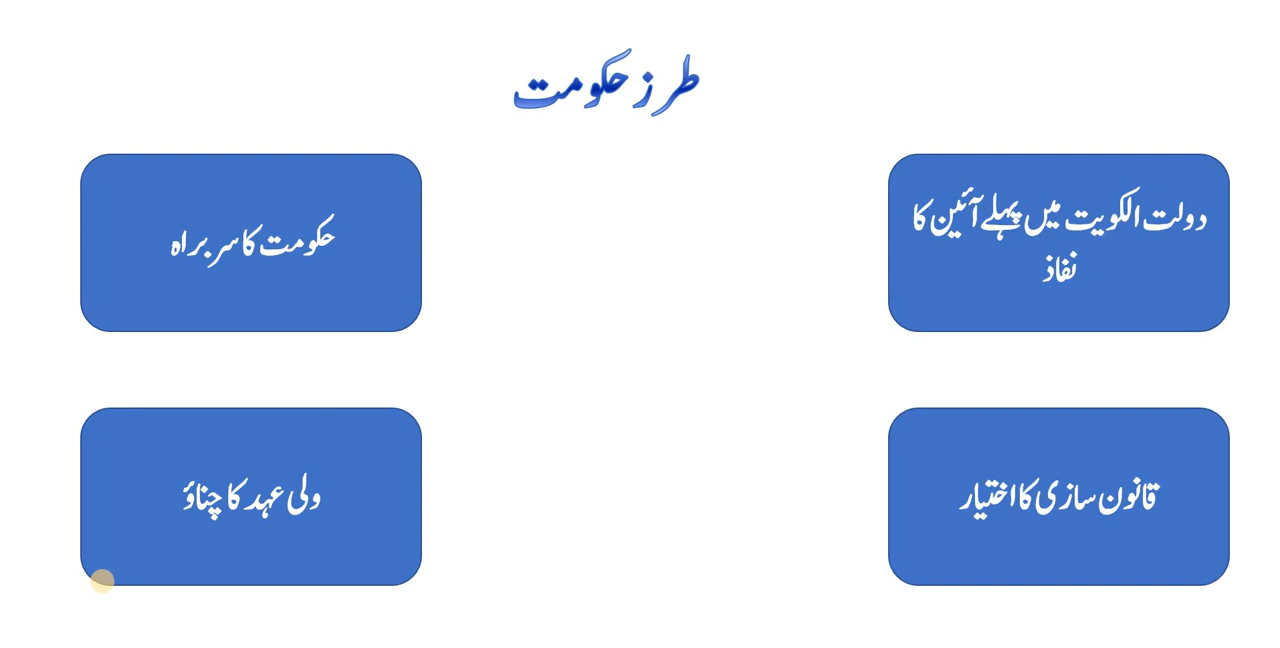 طرز حکومت
دولت الکویت میں پہلے آئین کا
نفاذ
حکومت کا سربراہ
قانون سازی کا اختیار
ولی عہد کا چناؤ